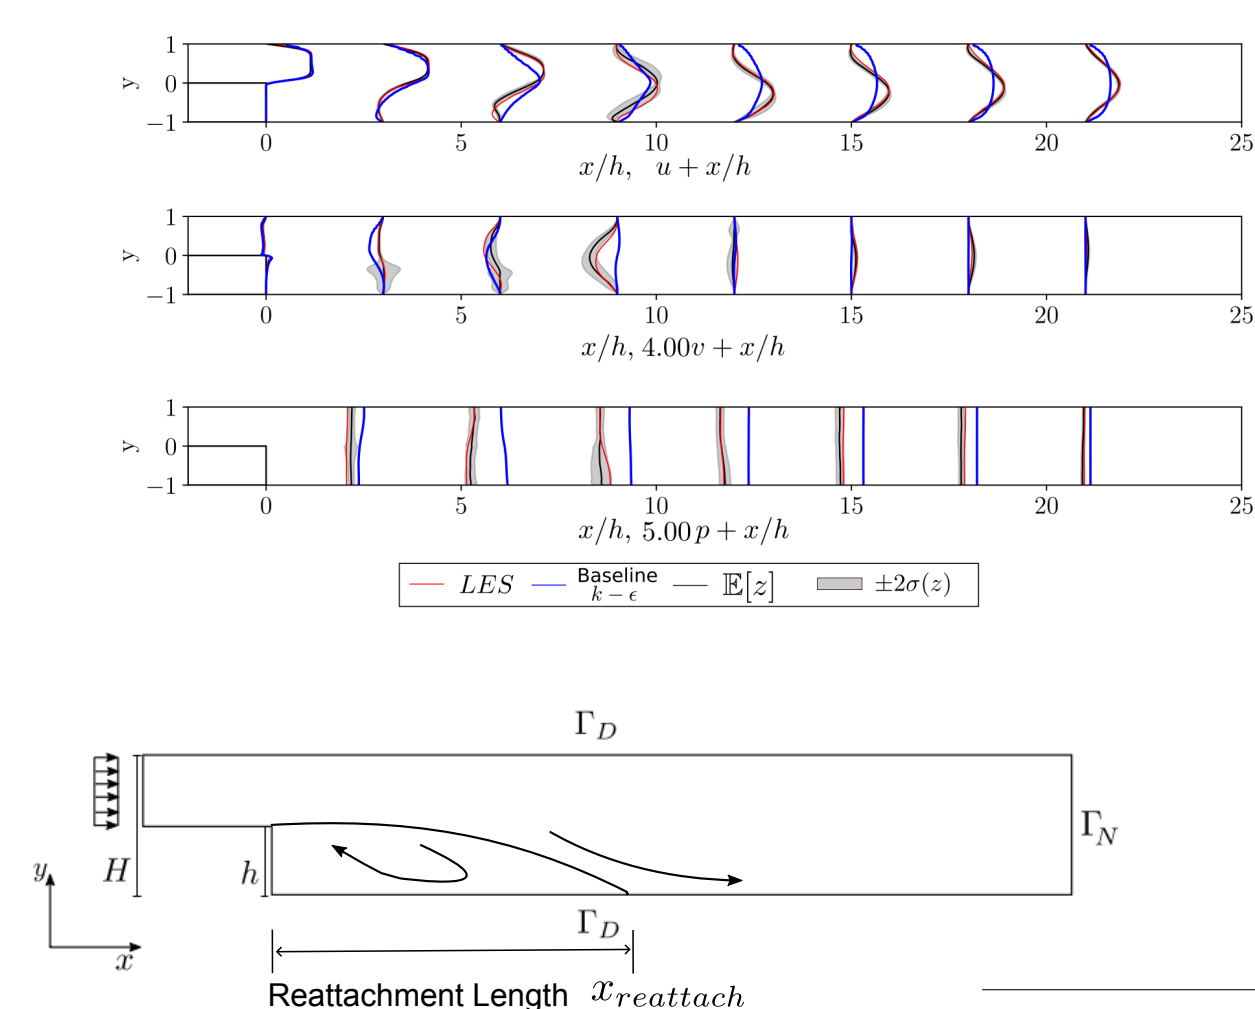 1
y 0
−1
0 5 10 15 20 25
x/h, u + x/h
1
y 0
−1
0 5 10 15 20 25
x/h, 4.00v + x/h
1
y 0
−1
0 5 10 15 20 25
x/h, 5.00p + x/h
LES Baseline k − ϵ 𝔼[z] ±2σ(z)
Γ_D
Γ_N
y H h
Γ_D
x
Reattachment Length x_{reattach}